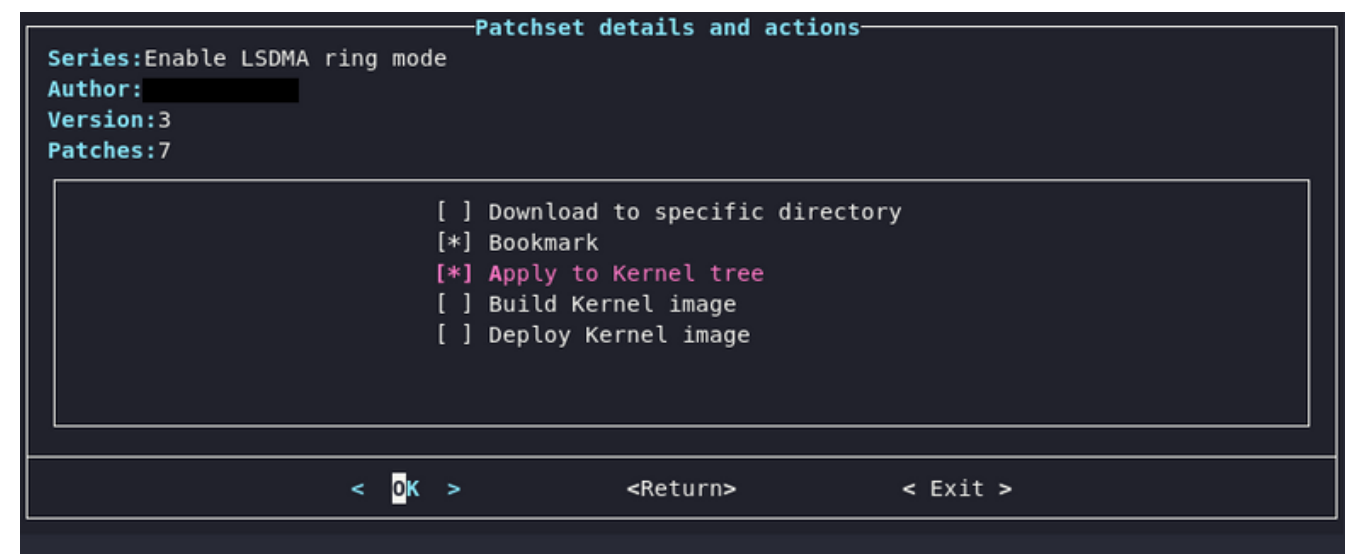 Patchset details and actions
Series:Enable LSDMA ring mode
Author:
Version:3
Patches:7
[ ] Download to specific directory
[*] Bookmark
[*] Apply to Kernel tree
[ ] Build Kernel image
[ ] Deploy Kernel image
< OK > <Return> < Exit >